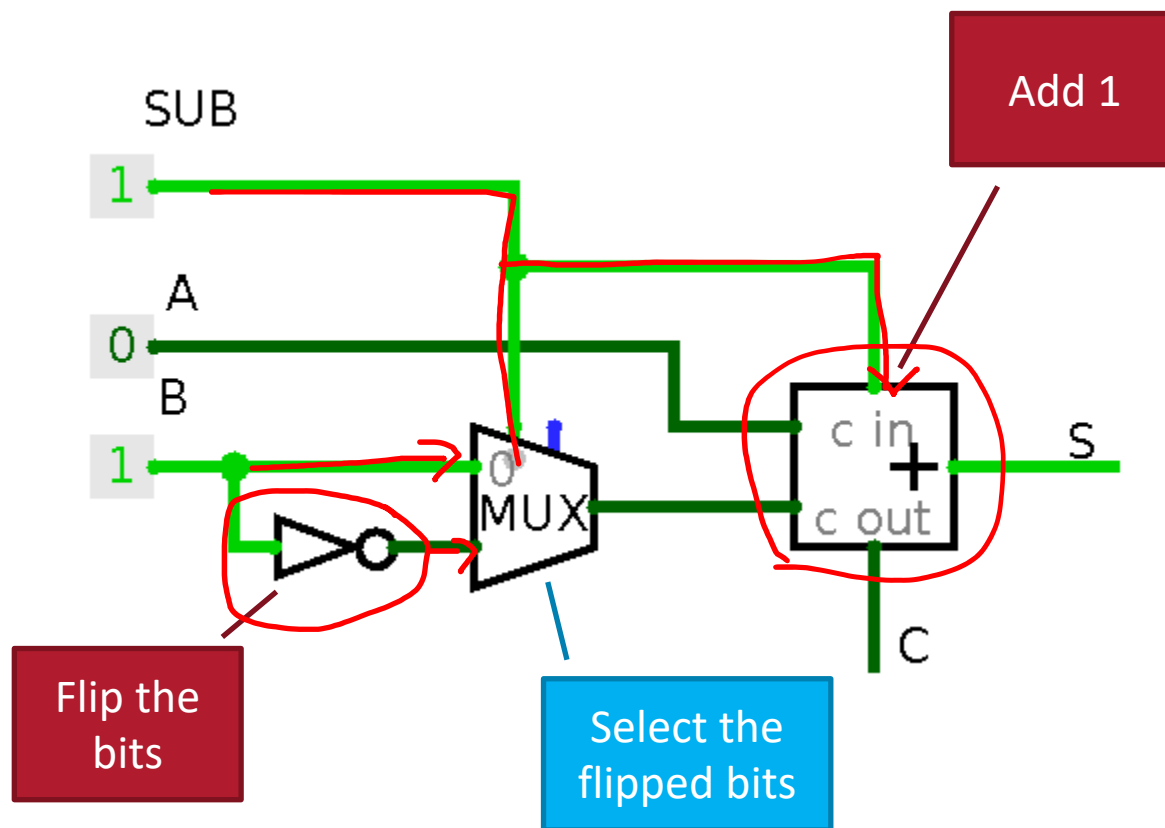 Add 1
SUB
1
A
0
B
1
0
MUX
c in
+
c out
S
C
Flip the
bits
Select the
flipped bits